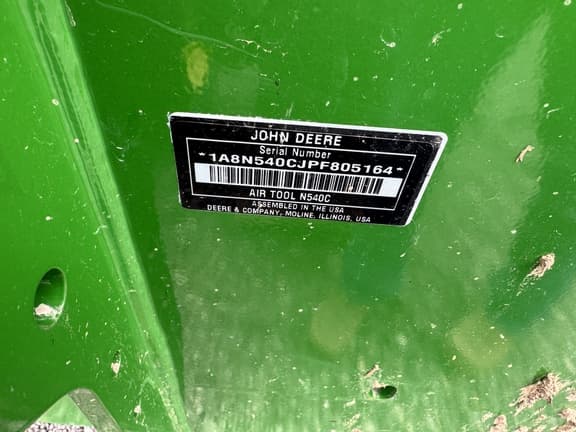 JOHN DEERE
Serial Number
*1A8N540CJPF805164*
AIR TOOL N540C
ASSEMBLED IN THE USA
DEERE & COMPANY, MOLINE, ILLINOIS, USA